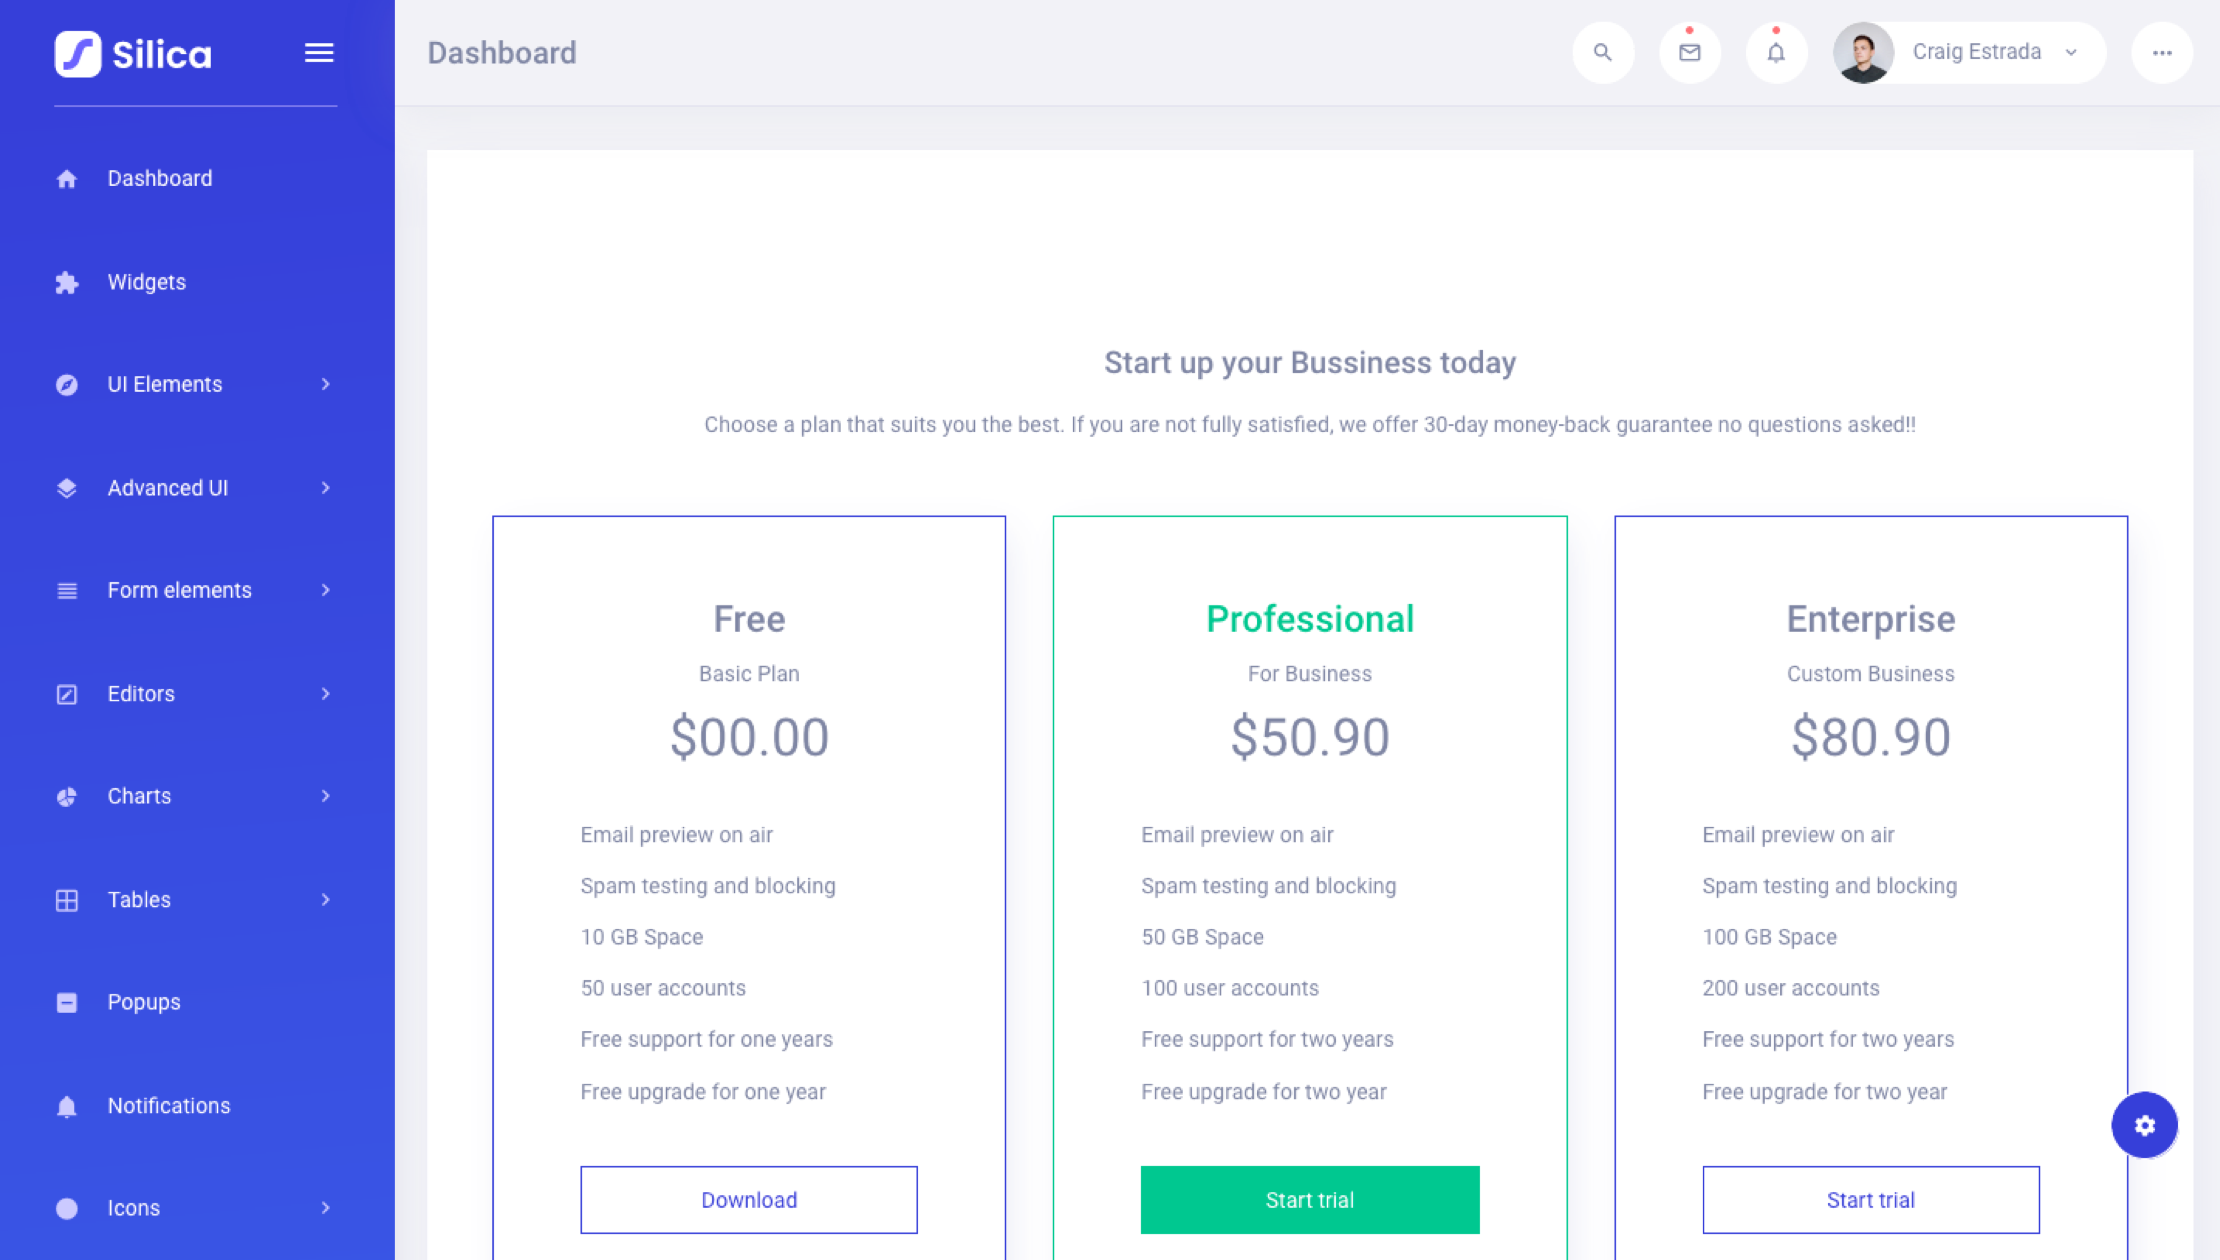 Silica
Dashboard
Craig Estrada
Dashboard
Widgets
UI Elements
Advanced UI
Form elements
Editors
Charts
Tables
Popups
Notifications
Icons
Start up your Bussiness today
Choose a plan that suits you the best. If you are not fully satisfied, we offer 30-day money-back guarantee no questions asked!!
Free
Basic Plan
$00.00
Email preview on air
Spam testing and blocking
10 GB Space
50 user accounts
Free support for one years
Free upgrade for one year
Download
Professional
For Business
$50.90
Email preview on air
Spam testing and blocking
50 GB Space
100 user accounts
Free support for two years
Free upgrade for two year
Start trial
Enterprise
Custom Business
$80.90
Email preview on air
Spam testing and blocking
100 GB Space
200 user accounts
Free support for two years
Free upgrade for two year
Start trial